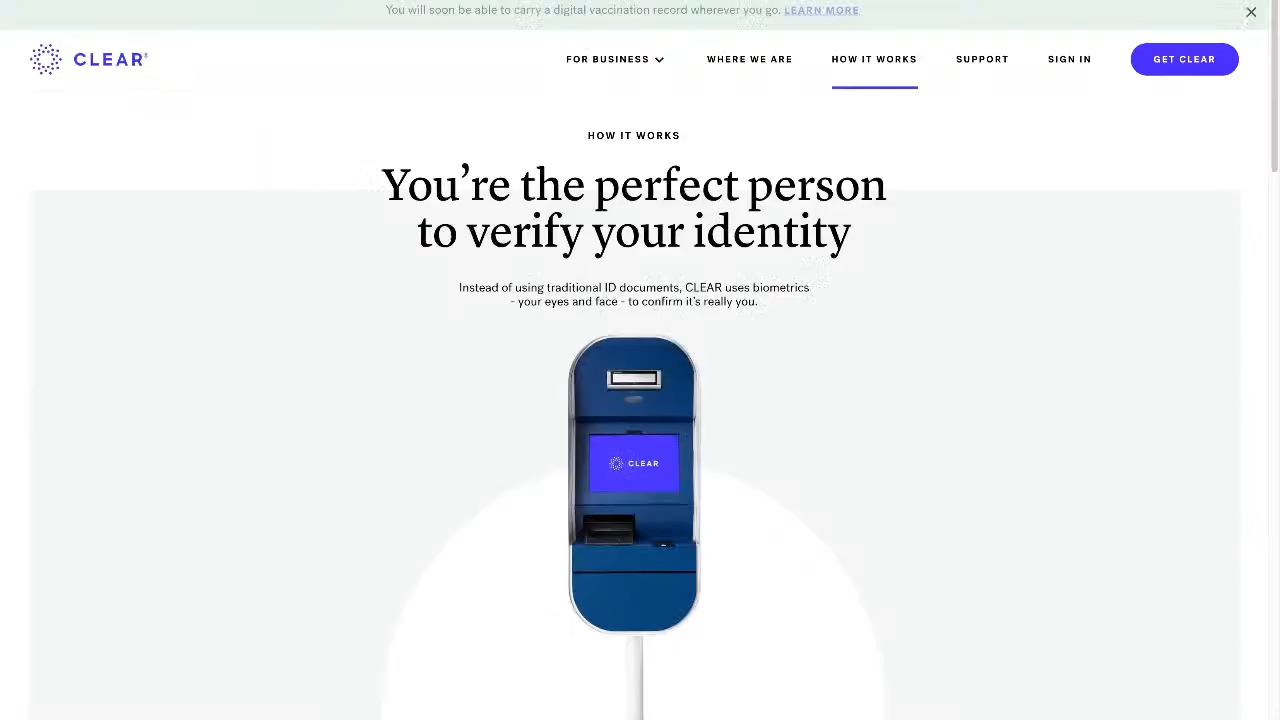 You will soon be able to carry a digital vaccination record wherever you go. LEARN MORE
CLEAR®
FOR BUSINESS
WHERE WE ARE
HOW IT WORKS
SUPPORT
SIGN IN
GET CLEAR
HOW IT WORKS
You're the perfect person
to verify your identity
Instead of using traditional ID documents, CLEAR uses biometrics
- your eyes and face - to confirm it's really you.
CLEAR